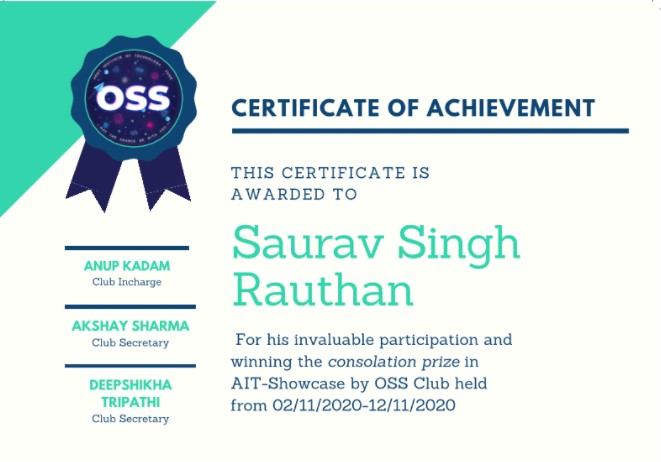 OSS
CERTIFICATE OF ACHIEVEMENT
THIS CERTIFICATE IS
AWARDED TO
Saurav Singh
Rauthan
For his invaluable participation and
winning the consolation prize in
AIT-Showcase by OSS Club held
from 02/11/2020-12/11/2020
ANUP KADAM
Club Incharge
AKSHAY SHARMA
Club Secretary
DEEPSHIKHA
TRIPATHI
Club Secretary